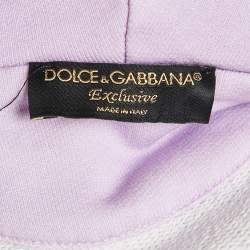 DOLCE & GABBANA®
Exclusive
MADE IN ITALY